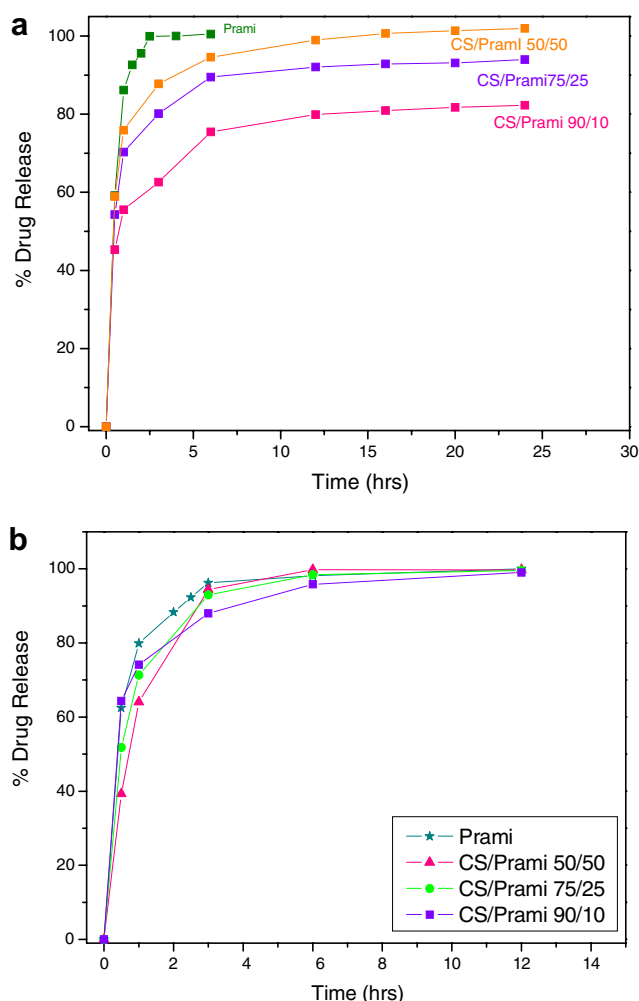 a
100
80
60
40
20
0
% Drug Release
Prami
CS/PramI 50/50
CS/Prami75/25
CS/Prami 90/10
0 5 10 15 20 25 30
Time (hrs)
b
100
80
60
40
20
0
% Drug Release
Prami
CS/Prami 50/50
CS/Prami 75/25
CS/Prami 90/10
0 2 4 6 8 10 12 14
Time (hrs)